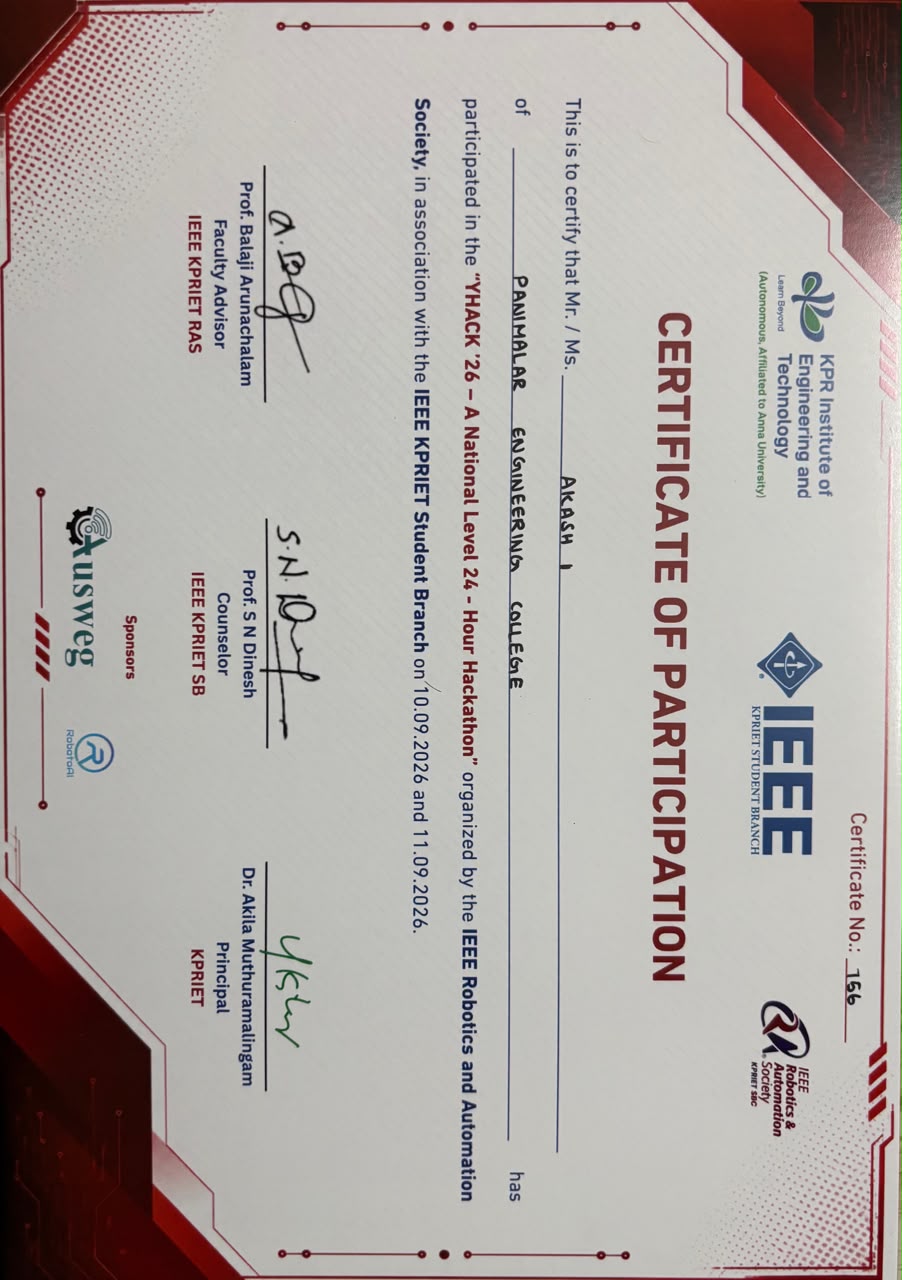 Certificate No.: 156
KPR Institute of
Engineering and
Technology
Learn Beyond
(Autonomous, Affiliated to Anna University)
IEEE
KPRIET STUDENT BRANCH
IEEE
Robotics &
Automation
Society
KPRIET SBC
CERTIFICATE OF PARTICIPATION
This is to certify that Mr. / Ms. AKASH I
of PANIMALAR ENGINEERING COLLEGE has
participated in the “YHACK ’26 – A National Level 24 - Hour Hackathon” organized by the IEEE Robotics and Automation
Society, in association with the IEEE KPRIET Student Branch on 10.09.2026 and 11.09.2026.
S.N.
Prof. Balaji Arunachalam
Faculty Advisor
IEEE KPRIET RAS
Prof. S N Dinesh
Counselor
IEEE KPRIET SB
Dr. Akila Muthuramalingam
Principal
KPRIET
Sponsors
Ausweg
RobotoAI